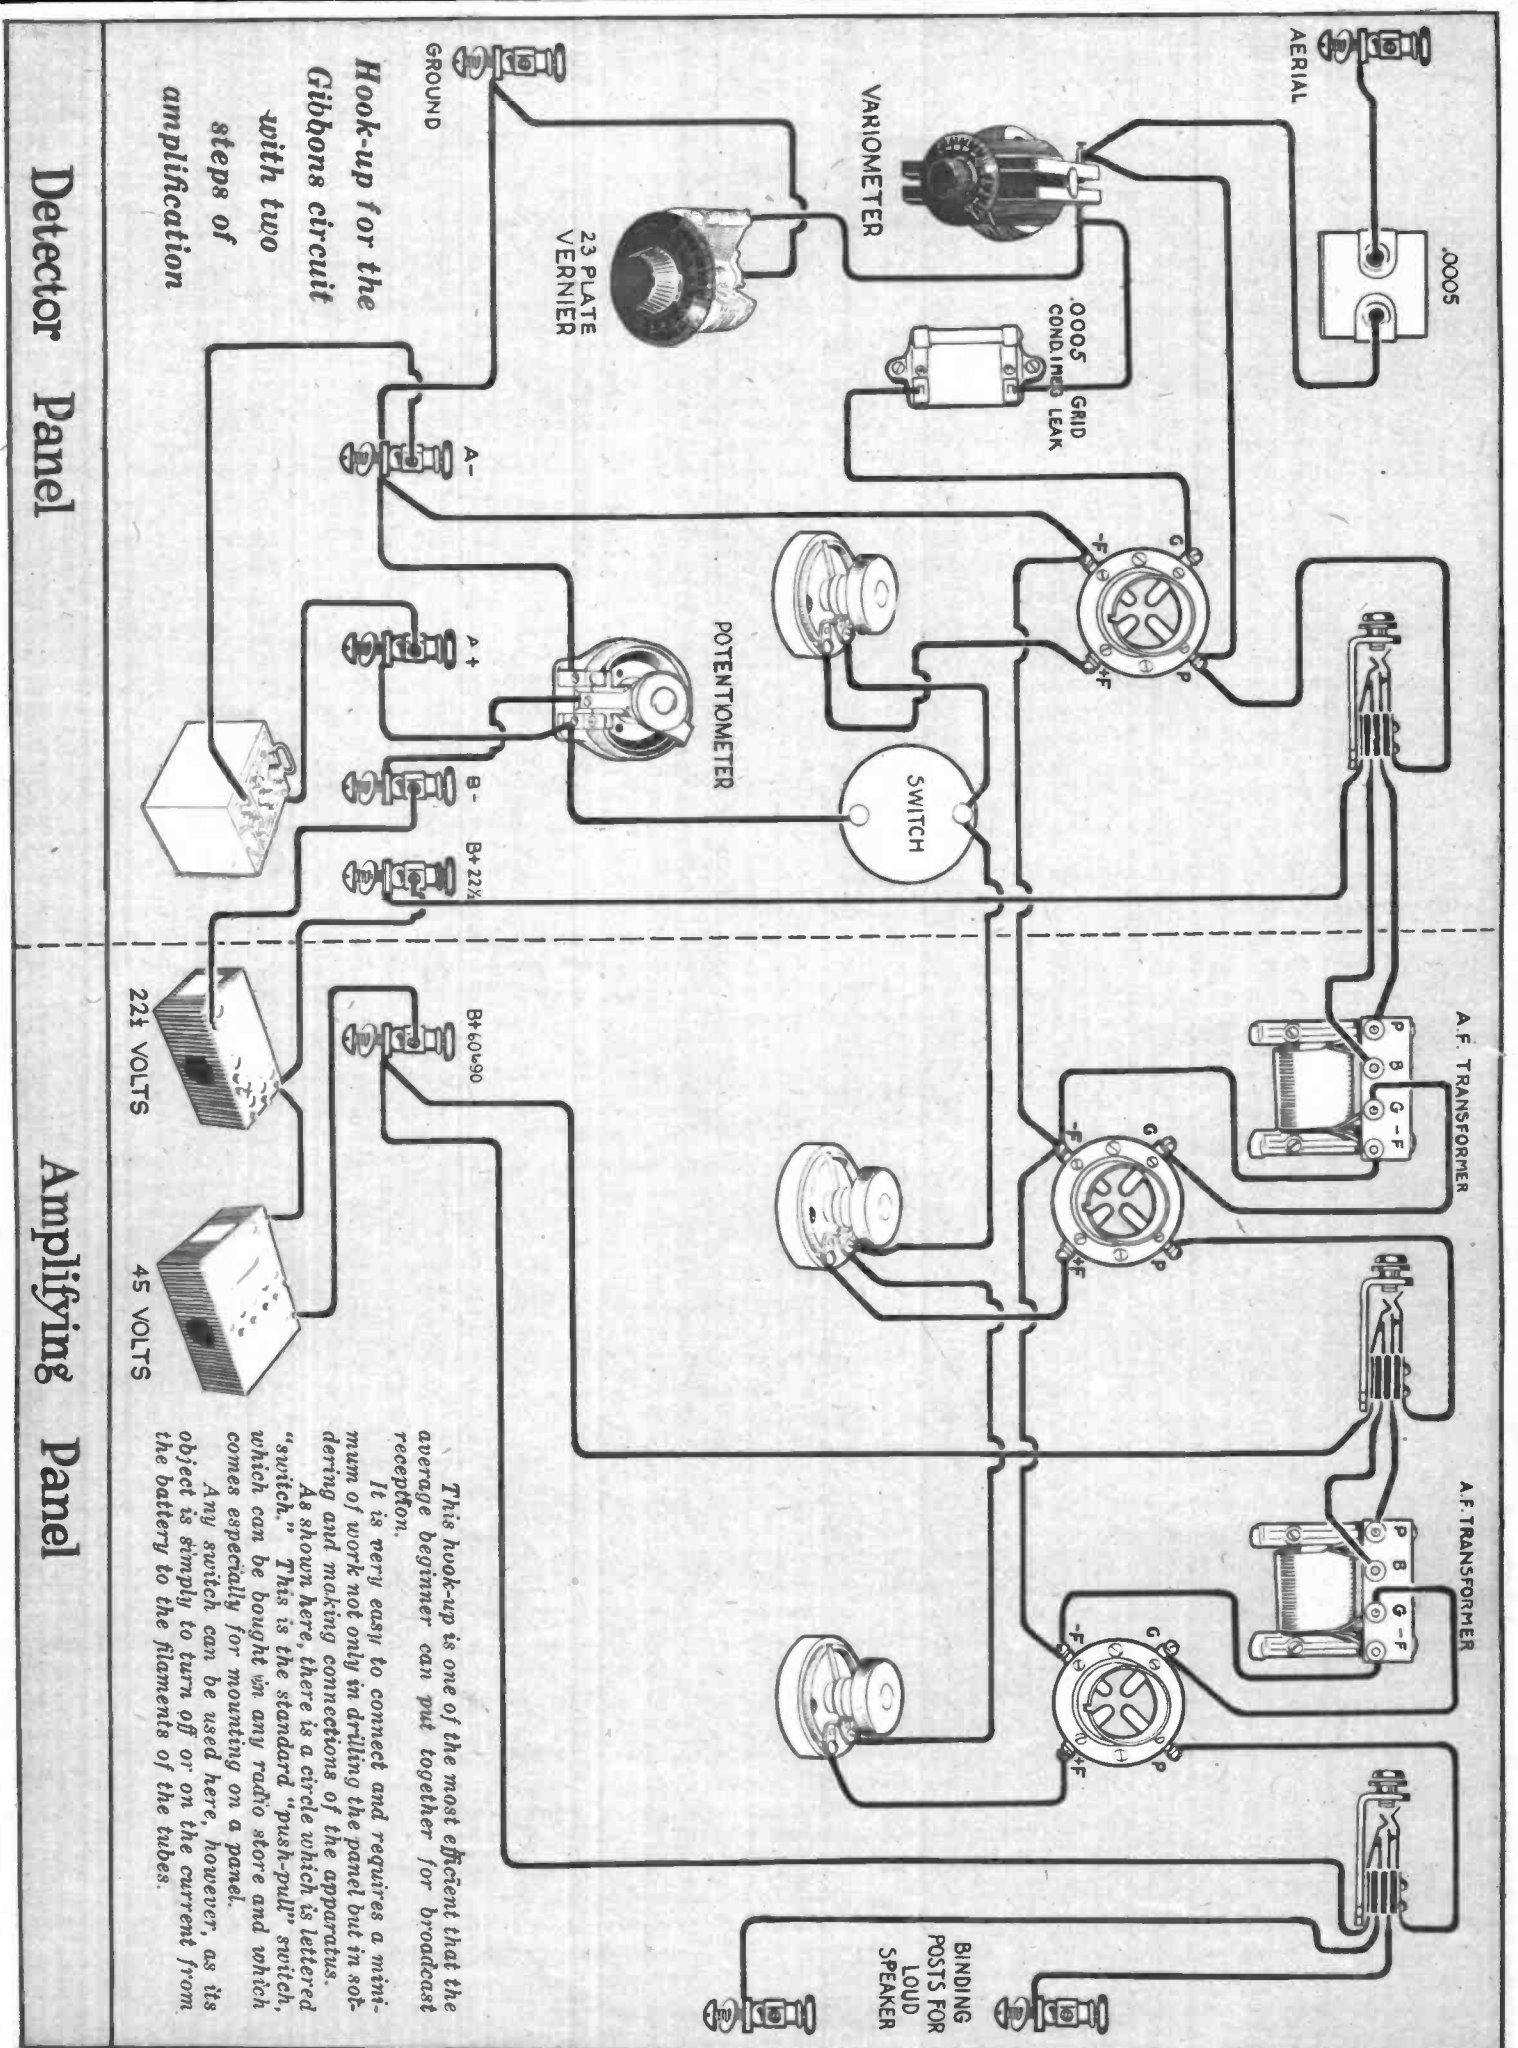 AERIAL
.0005
VARIOMETER
GROUND
23 PLATE
VERNIER
.0005 GRID
COND. 1 MEG LEAK
Hook-up for the
Gibbons circuit
with two
steps of
amplification
G
P
-F
+F
POTENTIOMETER
SWITCH
A-
A+
B-
B+22½
A.F. TRANSFORMER
P B G -F
G
P
-F
+F
B+60to90
22½ VOLTS
45 VOLTS
A.F. TRANSFORMER
P B G -F
G
P
-F
+F
BINDING
POSTS FOR
LOUD
SPEAKER
This hook-up is one of the most efficient that the
average beginner can put together for broadcast
reception.
It is very easy to connect and requires a mini-
mum of work not only in drilling the panel but in sol-
dering and making connections of the apparatus.
As shown here, there is a circle which is lettered
"switch." This is the standard "push-pull" switch,
which can be bought in any radio store and which
comes especially for mounting on a panel.
Any switch can be used here, however, as its
object is simply to turn off or on the current from
the battery to the filaments of the tubes.
Detector Panel
Amplifying Panel